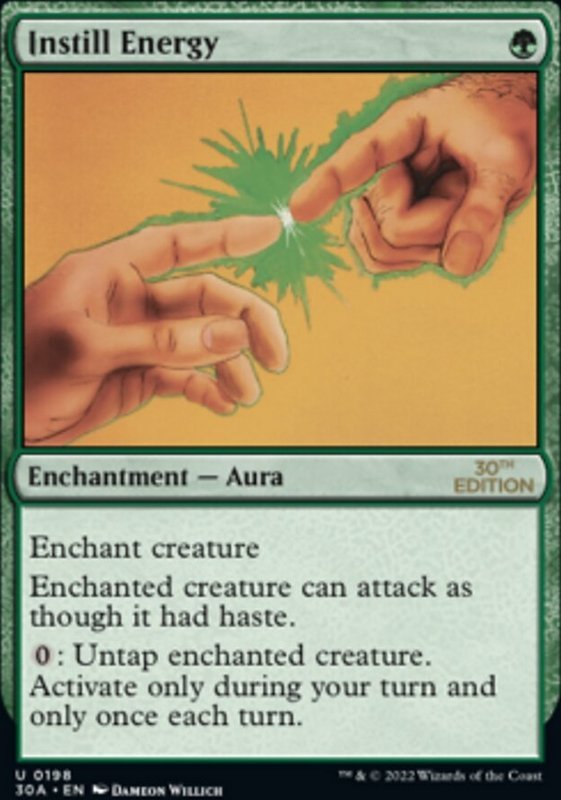 Instill Energy
Enchantment — Aura
30TH
EDITION
Enchant creature
Enchanted creature can attack as
though it had haste.
0: Untap enchanted creature.
Activate only during your turn and
only once each turn.
U 0198
30A • EN DAMEON WILLICH
™ & © 2022 Wizards of the Coast